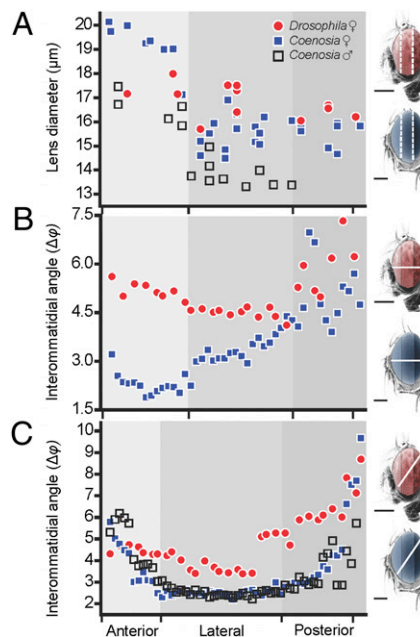 A
Drosophila♀
Coenosia♀
Coenosia♂
Lens diameter (μm)
20
19
18
17
16
15
14
13
B
Interommatidial angle (Δφ)
7.5
6.0
4.5
3.0
1.5
C
Interommatidial angle (Δφ)
10
9
8
7
6
5
4
3
2
Anterior
Lateral
Posterior